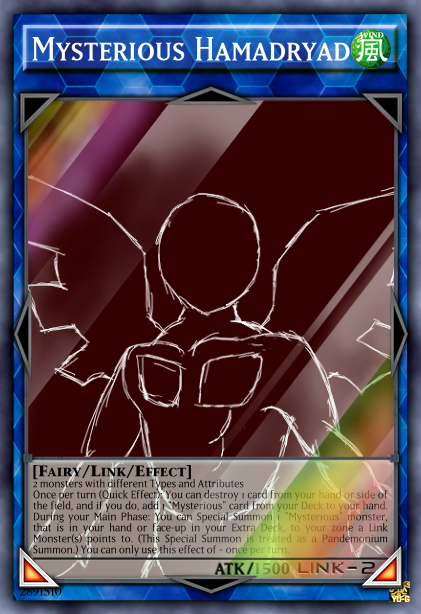 Mysterious Hamadryad
WIND
風
[Fairy/Link/Effect]
2 monsters with different Types and Attributes
Once per turn (Quick Effect): You can destroy 1 card from your hand or side of
the field, and if you do, add 1 "Mysterious" card from your Deck to your hand.
During your Main Phase: You can Special Summon 1 "Mysterious" monster,
that is in your hand or face-up in your Extra Deck, to your zone a Link
Monster(s) points to. (This Special Summon is treated as a Pandemonium
Summon.) You can only use this effect of - once per turn.
ATK/1500 LINK-2
2891510